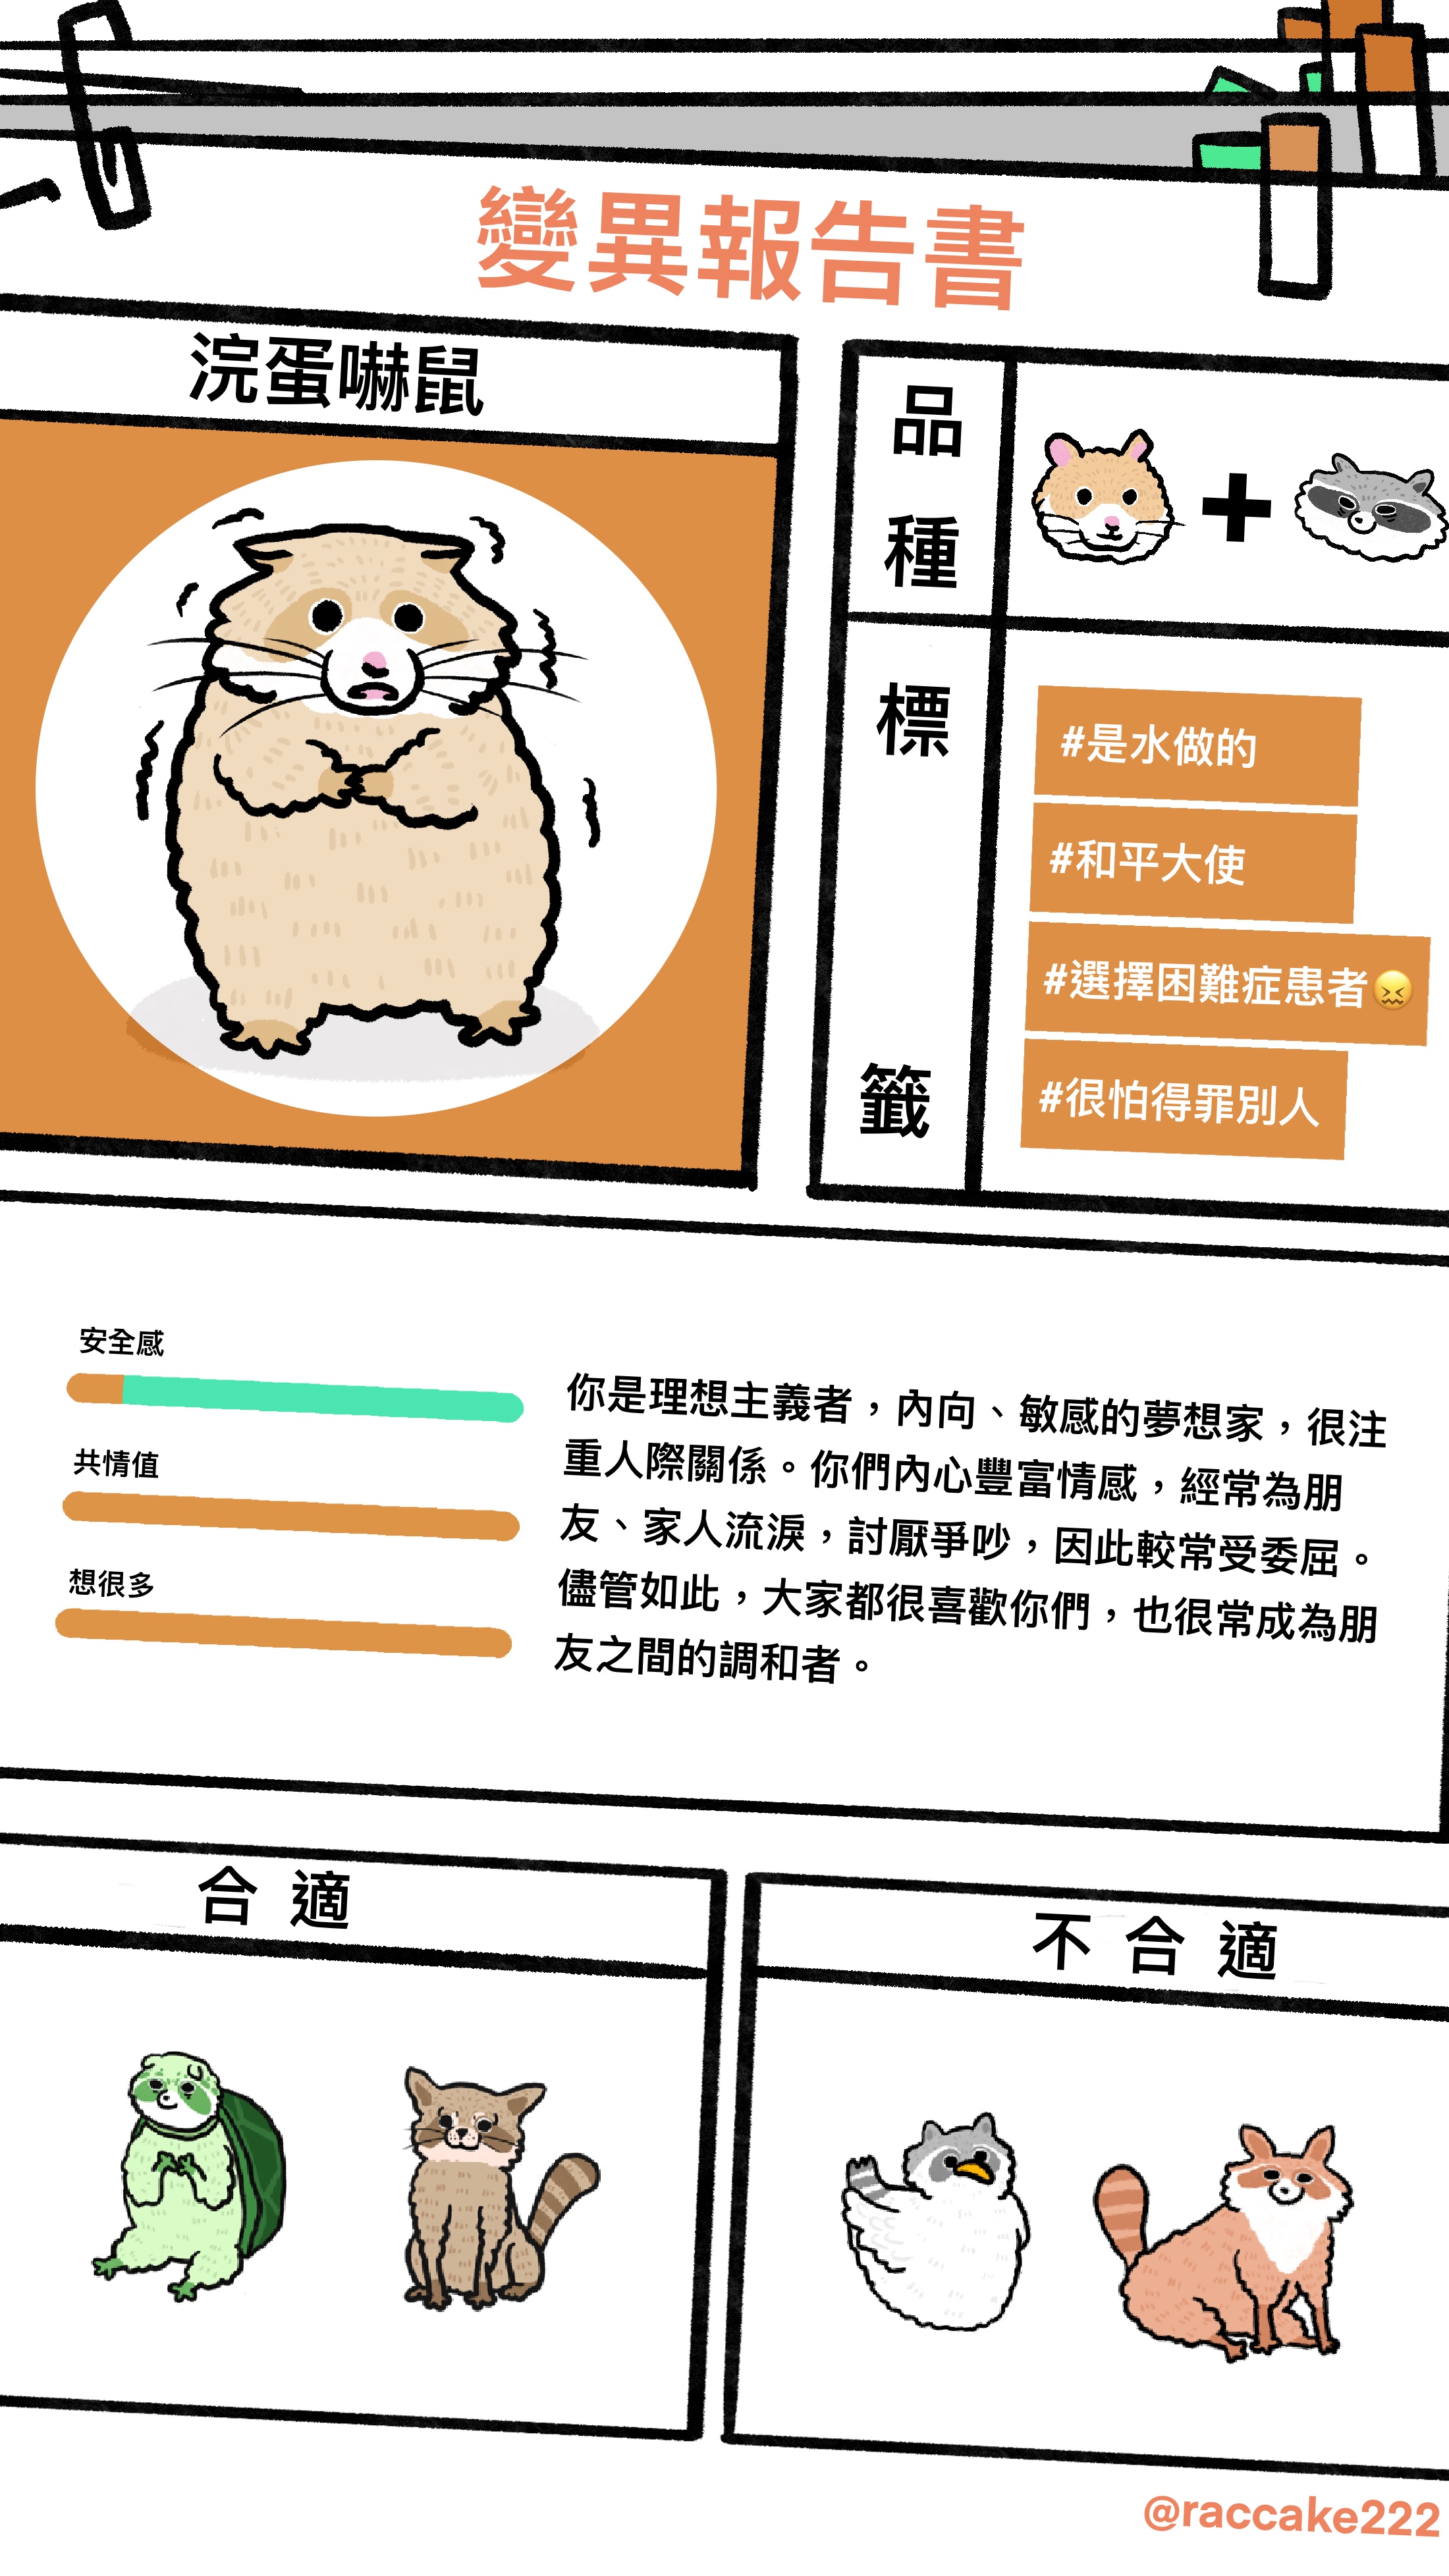 變異報告書
浣蛋嚇鼠
品種
標籤
#是水做的
#和平大使
#選擇困難症患者😖
#很怕得罪別人
安全感
共情值
想很多
你是理想主義者，內向、敏感的夢想家，很注
重人際關係。你們內心豐富情感，經常為朋
友、家人流淚，討厭爭吵，因此較常受委屈。
儘管如此，大家都很喜歡你們，也很常成為朋
友之間的調和者。
合適
不合適
@raccake222